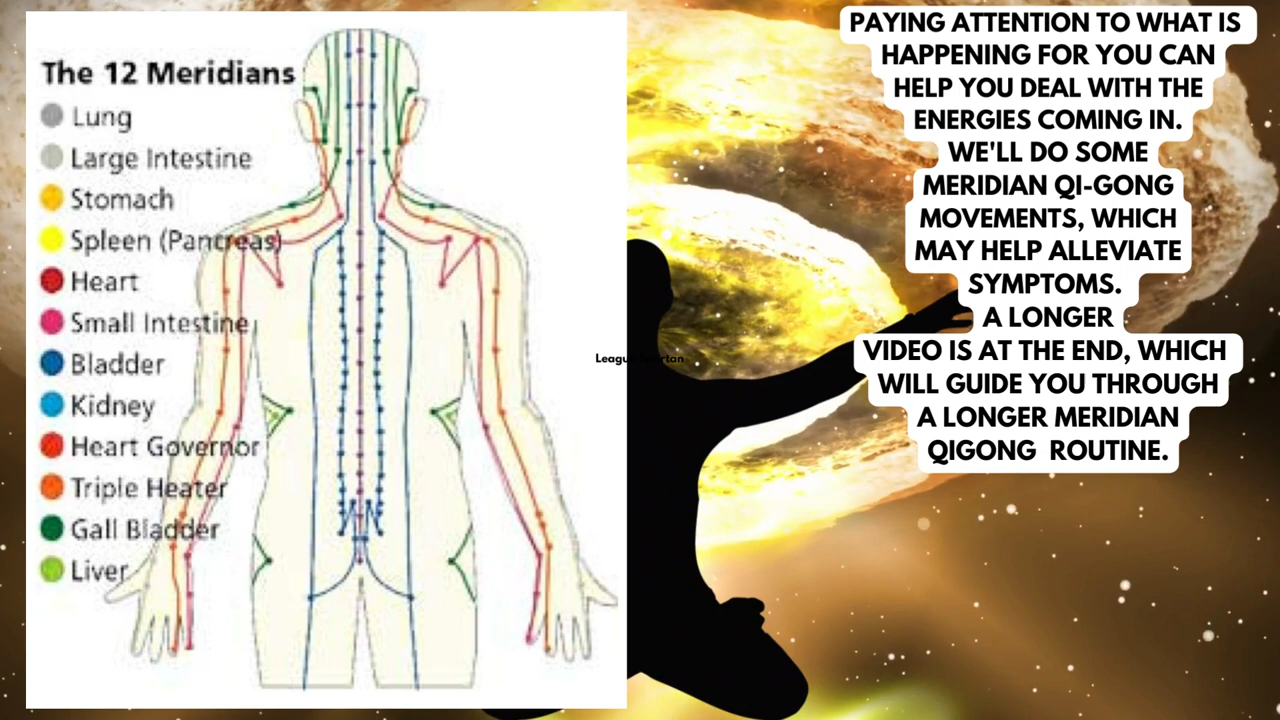 The 12 Meridians
Lung
Large Intestine
Stomach
Spleen (Pancreas)
Heart
Small Intestine
Bladder
Kidney
Heart Governor
Triple Heater
Gall Bladder
Liver
League Spartan
PAYING ATTENTION TO WHAT IS
HAPPENING FOR YOU CAN
HELP YOU DEAL WITH THE
ENERGIES COMING IN.
WE'LL DO SOME
MERIDIAN QI-GONG
MOVEMENTS, WHICH
MAY HELP ALLEVIATE
SYMPTOMS.
A LONGER
VIDEO IS AT THE END, WHICH
WILL GUIDE YOU THROUGH
A LONGER MERIDIAN
QIGONG ROUTINE.